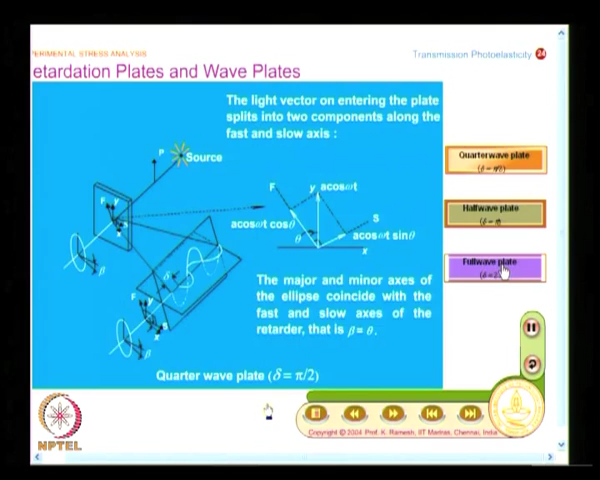 PERIMENTAL STRESS ANALYSIS
Transmission Photoelasticity 24
etardation Plates and Wave Plates
The light vector on entering the plate
splits into two components along the
fast and slow axis :
P
Source
F y
x
F y acosωt
S
acosωt cosθ
acosωt sinθ
θ
x
β
δ
F y
β
The major and minor axes of
the ellipse coincide with the
fast and slow axes of the
retarder, that is β = θ.
Quarter wave plate (δ = π/2)
Quarterwave plate
(δ = π/2)
Halfwave plate
(δ = π
Fullwave plate
(δ = 2
NPTEL
Copyright © 2004 Prof. K. Ramesh, IIT Madras, Chennai, India